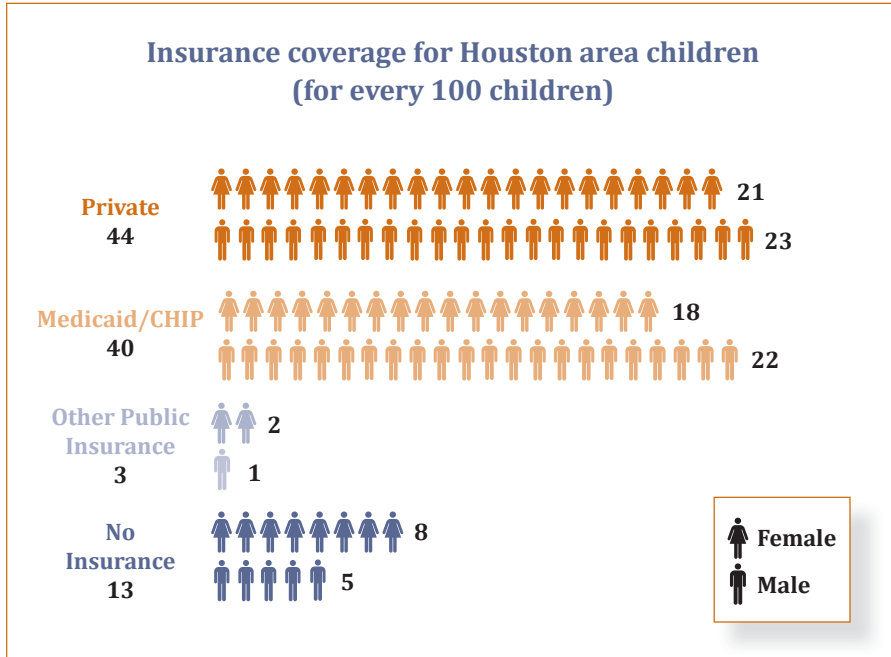 Insurance coverage for Houston area children
(for every 100 children)
21
Private
44
23
Medicaid/CHIP
40
18
22
Other Public
Insurance
3
2
1
No
Insurance
13
8
5
Female
Male